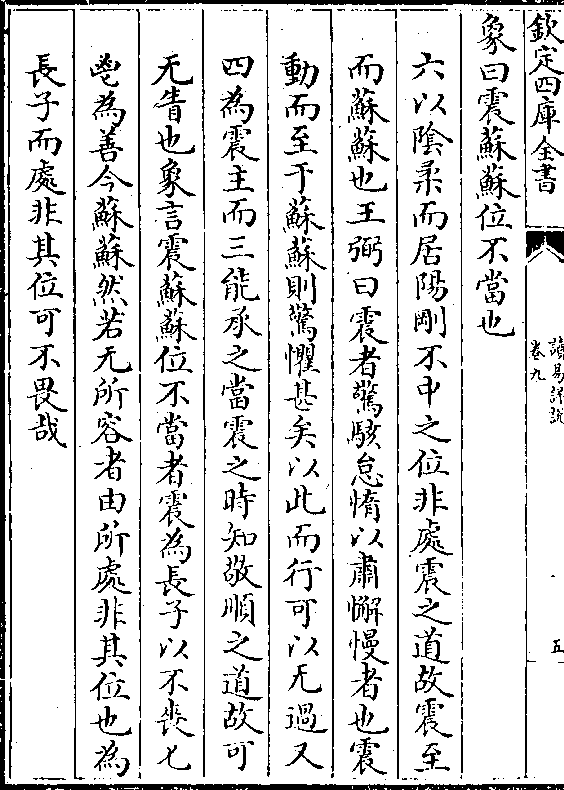 欽定四庫全書
讀易詳說
卷九
五
象曰震蘇蘇位不當也
六以陰柔而居陽剛不中之位非處震之道故震至
而蘇蘇也王弼曰震者驚駭怠惰以肅懈慢者也震
動而至于蘇蘇則驚懼甚矣以此而行可以无過又
四為震主而三能承之當震之時知敬順之道故可
无眚也象言震蘇蘇位不當者震為長子以不喪匕
鬯為善今蘇蘇然若无所容者由所處非其位也為
長子而處非其位可不畏哉